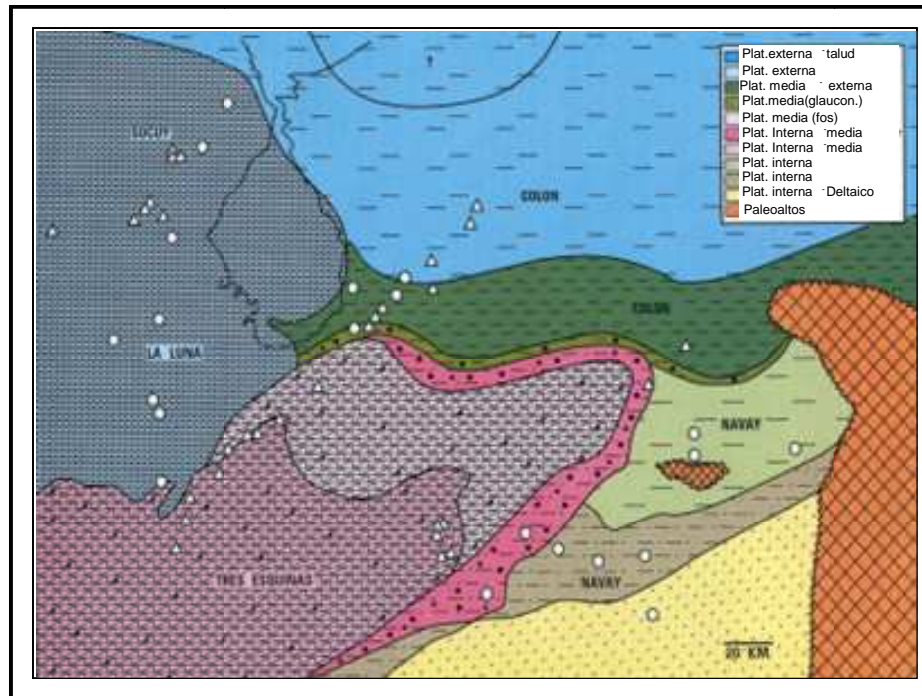 Plat.externa -talud
Plat. externa
Plat. media - externa
Plat.media(glaucon.)
Plat. media (fos)
Plat. Interna -media
Plat. Interna -media
Plat. interna
Plat. interna
Plat. interna -Deltaico
Paleoaltos
SOCUY
COLON
COLON
LA LUNA
NAVAY
TRES ESQUINAS
NAVAY
20 KM